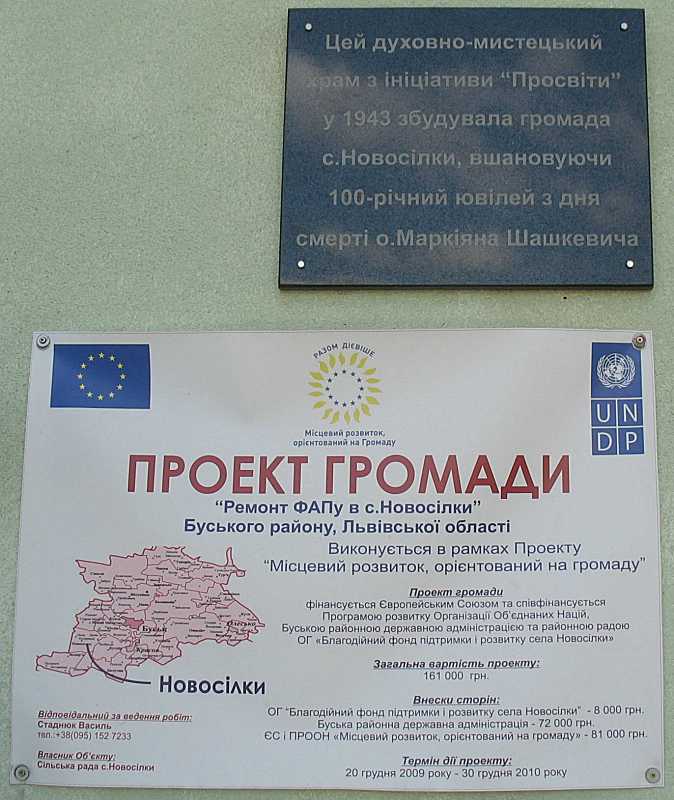 Цей духовно-мистецький
храм з ініціативи “Просвіти”
у 1943 збудувала громада
с.Новосілки, вшановуючи
100-річний ювілей з дня
смерті о.Маркіяна Шашкевича
РАЗОМ ДІЄВІШЕ
Місцевий розвиток,
орієнтований на Громаду
UN
DP
ПРОЕКТ ГРОМАДИ
“Ремонт ФАПу в с.Новосілки”
Буського району, Львівської області
Виконується в рамках Проекту
“Місцевий розвиток, орієнтований на громаду”
Проект громади
фінансується Європейським Союзом та співфінансується
Програмою розвитку Організації Об’єднаних Націй,
Буською районною державною адміністрацією та районною радою
ОГ «Благодійний фонд підтримки і розвитку села Новосілки»
Загальна вартість проекту:
161 000 грн.
Внески сторін:
ОГ “Благодійний фонд підтримки і розвитку села Новосілки” - 8 000 грн.
Буська районна державна адміністрація - 72 000 грн.
ЄС і ПРООН «Місцевий розвиток, орієнтований на громаду» - 81 000 грн.
Термін дії проекту:
20 грудня 2009 року - 30 грудня 2010 року
Буськ
Олесько
Красне
Новосілки
Відповідальний за ведення робіт:
Стаднюк Василь
тел.:+38(095) 152 7233
Власник Об’єкту:
Сільська рада с.Новосілки